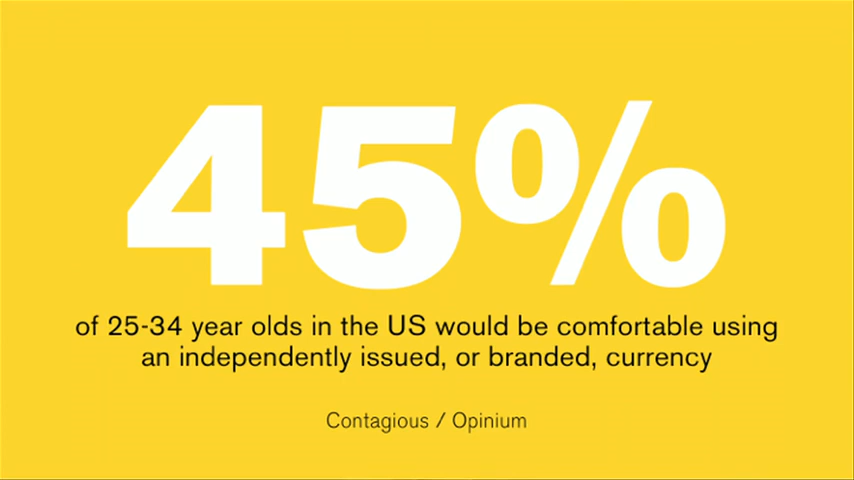 45%
of 25-34 year olds in the US would be comfortable using
an independently issued, or branded, currency
Contagious / Opinium